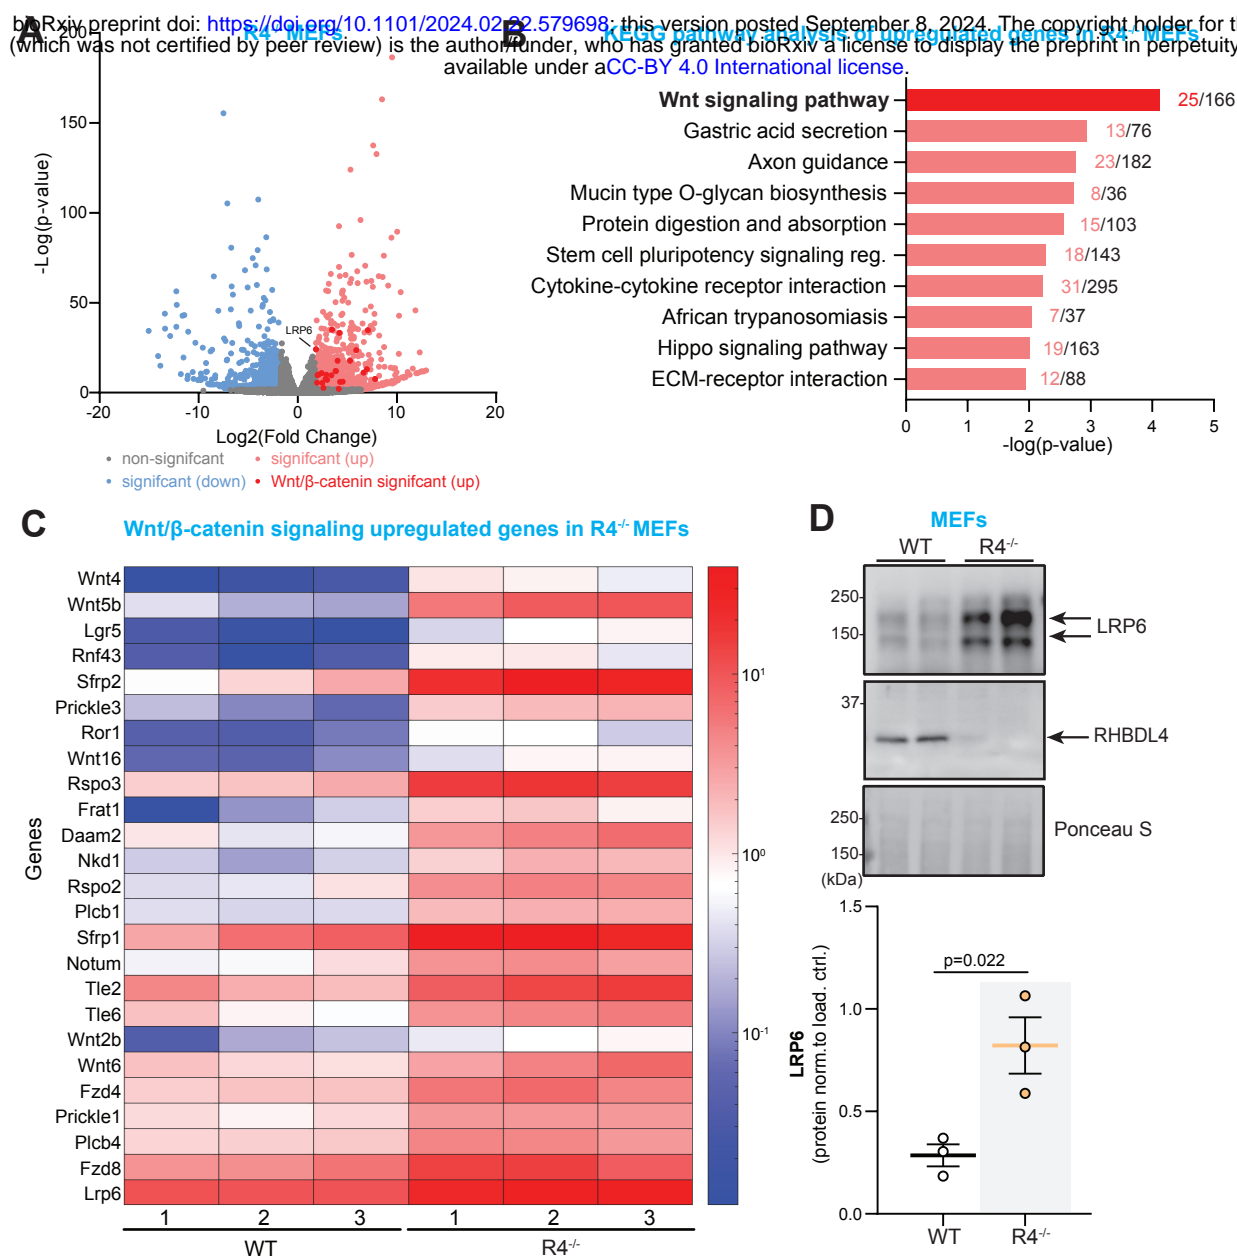 bioRxiv preprint doi: https://doi.org/10.1101/2024.02.22.579698; this version posted September 8, 2024. The copyright holder for t
(which was not certified by peer review) is the author/funder, who has granted bioRxiv a license to display the preprint in perpetuity
available under aCC-BY 4.0 International license.
A
R4-/- MEFs
200
150
100
50
0
-Log(p-value)
LRP6
-20 -10 0 10 20
Log2(Fold Change)
non-signifcant
signifcant (up)
signifcant (down)
Wnt/β-catenin signifcant (up)
B
KEGG pathway analysis of upregulated genes in R4-/- MEFs
Wnt signaling pathway 25/166
Gastric acid secretion 13/76
Axon guidance 23/182
Mucin type O-glycan biosynthesis 8/36
Protein digestion and absorption 15/103
Stem cell pluripotency signaling reg. 18/143
Cytokine-cytokine receptor interaction 31/295
African trypanosomiasis 7/37
Hippo signaling pathway 19/163
ECM-receptor interaction 12/88
0 1 2 3 4 5
-log(p-value)
C
Wnt/β-catenin signaling upregulated genes in R4-/- MEFs
Genes
Wnt4
Wnt5b
Lgr5
Rnf43
Sfrp2
Prickle3
Ror1
Wnt16
Rspo3
Frat1
Daam2
Nkd1
Rspo2
Plcb1
Sfrp1
Notum
Tle2
Tle6
Wnt2b
Wnt6
Fzd4
Prickle1
Plcb4
Fzd8
Lrp6
1 2 3 1 2 3
WT R4-/-
10¹
10⁰
10-1
D
MEFs
WT R4-/-
250
150
LRP6
37
RHBDL4
250
150
(kDa)
Ponceau S
1.5
1.0
0.5
0.0
LRP6
(protein norm.to load. ctrl.)
p=0.022
WT R4-/-